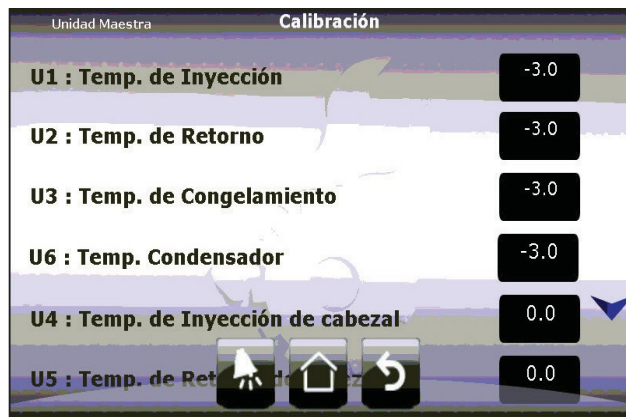 Unidad Maestra Calibración
U1 : Temp. de Inyección -3.0
U2 : Temp. de Retorno -3.0
U3 : Temp. de Congelamiento -3.0
U6 : Temp. Condensador -3.0
U4 : Temp. de Inyección de cabezal 0.0
U5 : Temp. de 0.0